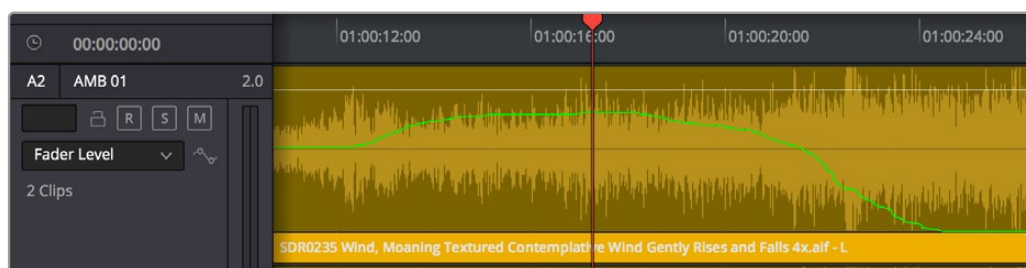 00:00:00:00
01:00:12:00 01:00:16:00 01:00:20:00 01:00:24:00
A2 AMB 01 2.0
R S M
Fader Level
2 Clips
SDR0235 Wind, Moaning Textured Contemplative Wind Gently Rises and Falls 4x.aif - L